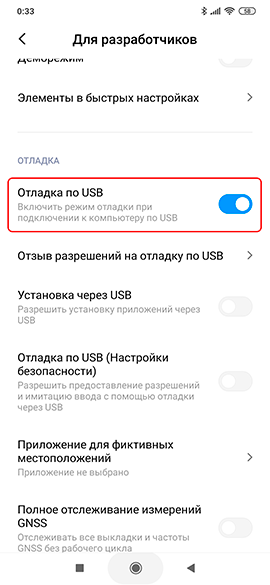 0:33
58
Для разработчиков
Деморежим
Элементы в быстрых настройках
ОТЛАДКА
Отладка по USB
Включить режим отладки при
подключении к компьютеру по USB
Отзыв разрешений на отладку по USB
Установка через USB
Разрешить установку приложений через
USB
Отладка по USB (Настройки
безопасности)
Разрешить предоставление разрешений
и имитацию ввода с помощью отладки
через USB
Приложение для фиктивных
местоположений
Приложение не выбрано
Полное отслеживание измерений
GNSS
Отслеживать все выкладки и частоты
GNSS без рабочего цикла